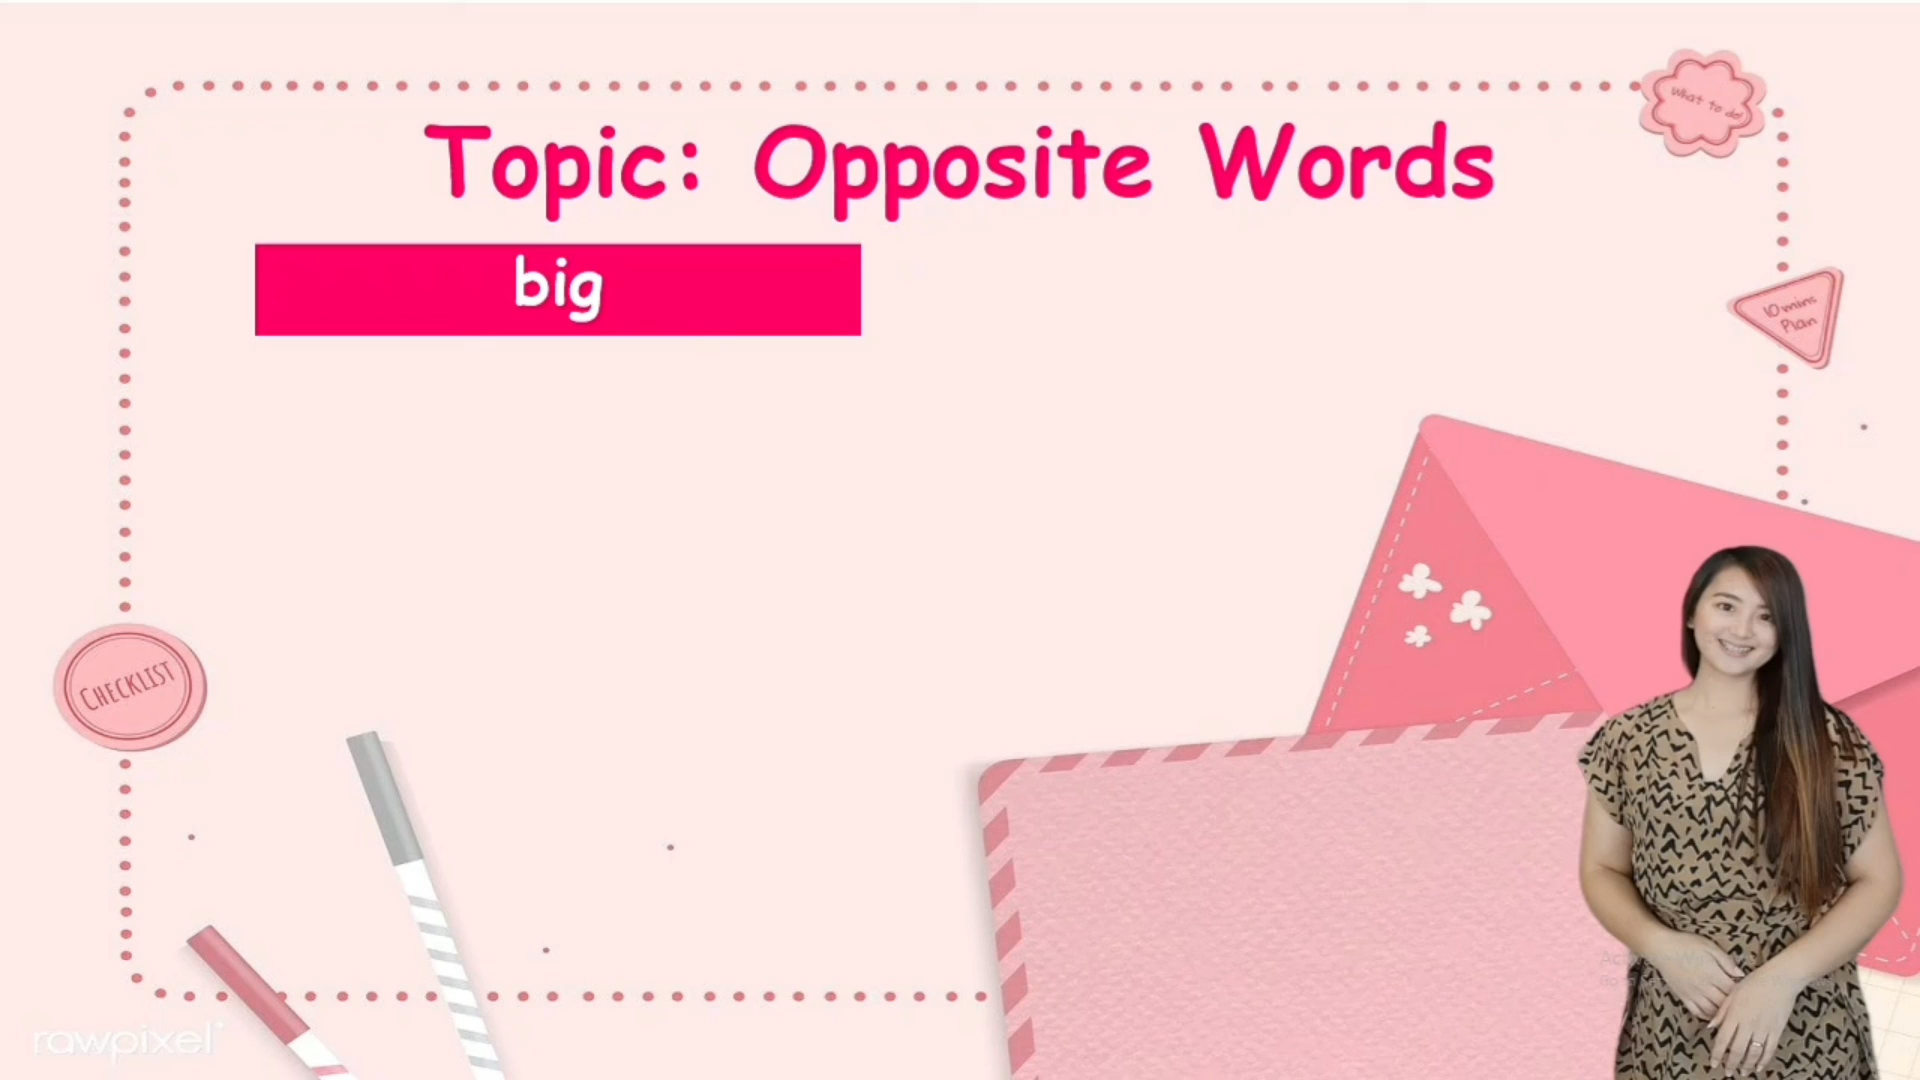 What to do!
Topic: Opposite Words
big
10 mins
Plan
CHECKLIST
rawpixel